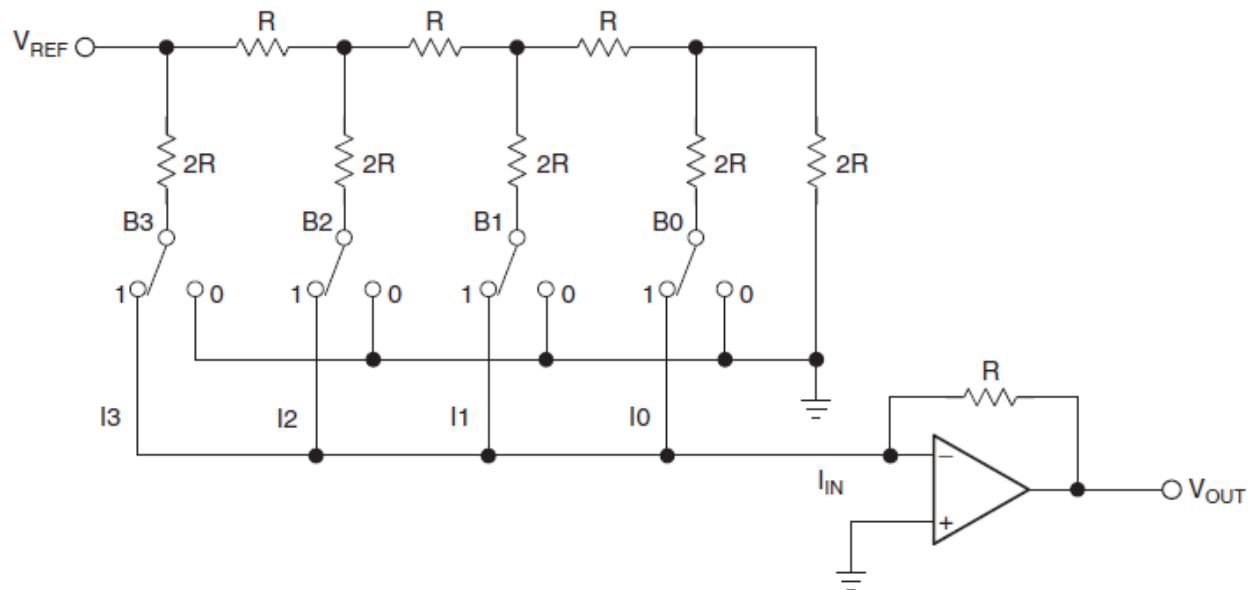 R R R
VREF
2R 2R 2R 2R 2R
B3 B2 B1 B0
1 0 1 0 1 0 1 0
R
I3 I2 I1 I0
IIN
−
+
VOUT